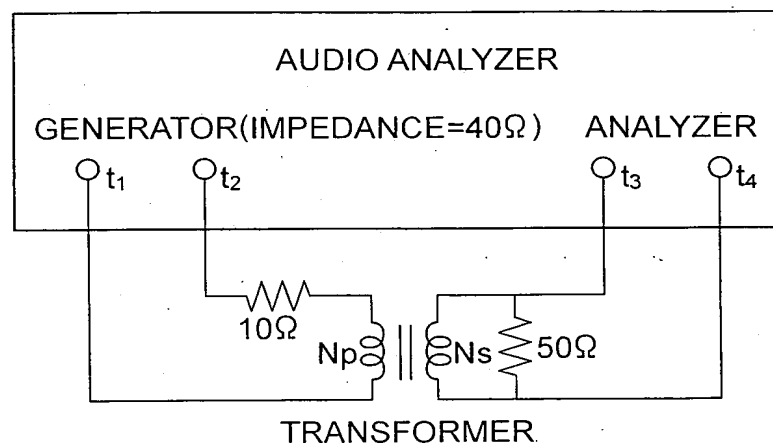 AUDIO ANALYZER
GENERATOR(IMPEDANCE=40Ω) ANALYZER
t1 t2 t3 t4
10Ω
Np Ns 50Ω
TRANSFORMER